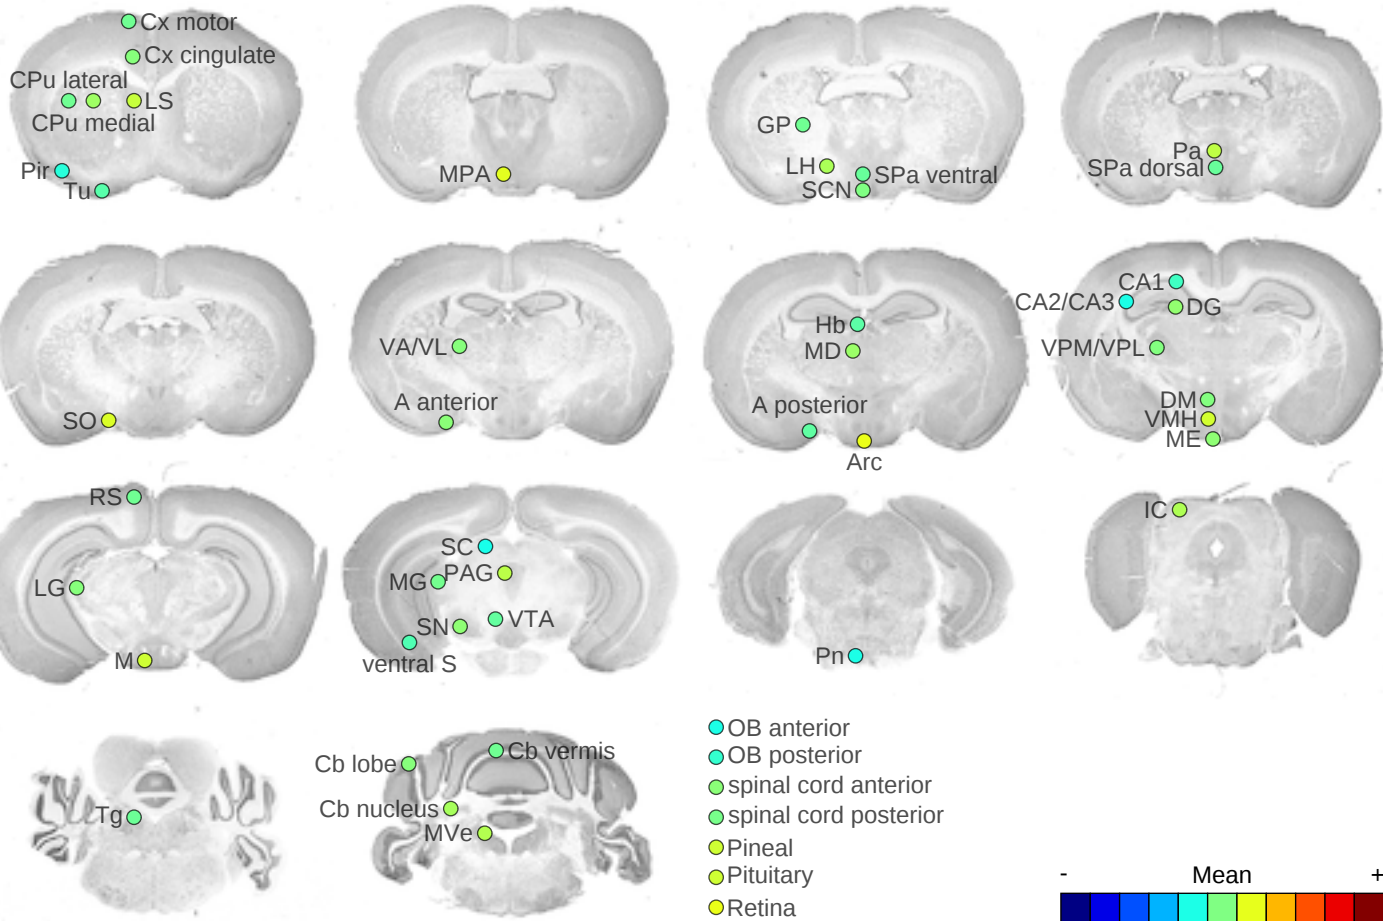 Cx motor
Cx cingulate
CPu lateral
LS
CPu medial
Pir
Tu
MPA
GP
LH
SPa ventral
SCN
Pa
SPa dorsal
SO
VA/VL
A anterior
Hb
MD
A posterior
Arc
CA1
CA2/CA3
DG
VPM/VPL
DM
VMH
ME
RS
LG
M
SC
PAG
MG
SN
VTA
ventral S
Pn
IC
Tg
Cb lobe
Cb vermis
Cb nucleus
MVe
OB anterior
OB posterior
spinal cord anterior
spinal cord posterior
Pineal
Pituitary
Retina
- Mean +